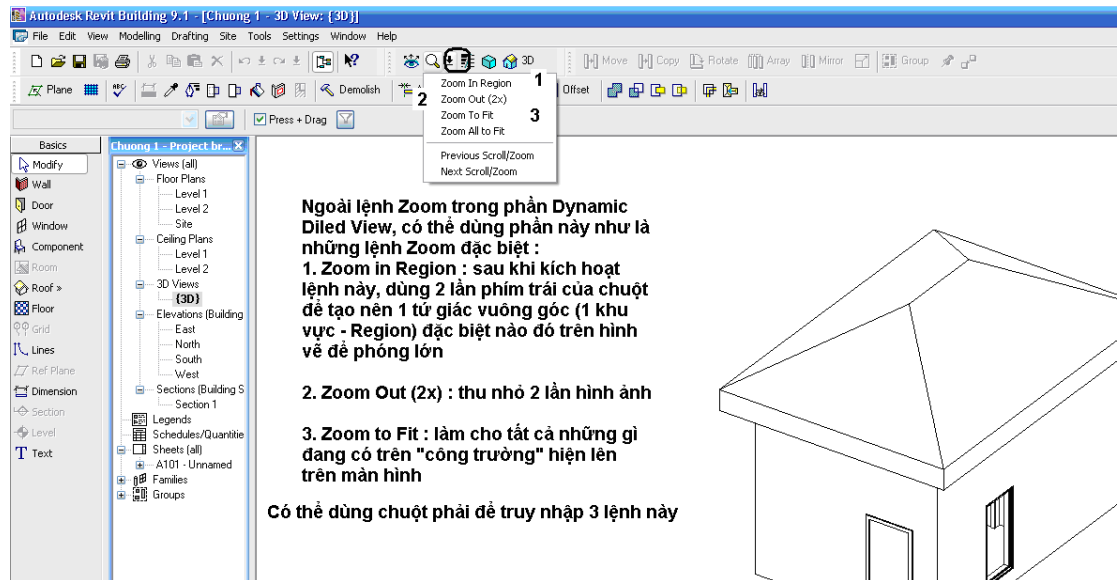 Autodesk Revit Building 9.1 - [Chuong 1 - 3D View: {3D}]
File Edit View Modelling Drafting Site Tools Settings Window Help
3D Move Copy Rotate Array Mirror Group
Plane Demolish Offset
Press + Drag
Zoom In Region 1
2 Zoom Out (2x)
Zoom To Fit 3
Zoom All to Fit
Previous Scroll/Zoom
Next Scroll/Zoom
Basics
Modify
Wall
Door
Window
Component
Room
Roof »
Floor
Grid
Lines
Ref Plane
Dimension
Section
Level
Text
Chuong 1 - Project br...
Views (all)
Floor Plans
Level 1
Level 2
Site
Ceiling Plans
Level 1
Level 2
3D Views
{3D}
Elevations (Building
East
North
South
West
Sections (Building S
Section 1
Legends
Schedules/Quantitie
Sheets (all)
A101 - Unnamed
Families
Groups
Ngoài lệnh Zoom trong phần Dynamic
Diled View, có thể dùng phần này như là
những lệnh Zoom đặc biệt :
1. Zoom in Region : sau khi kích hoạt
lệnh này, dùng 2 lần phím trái của chuột
để tạo nên 1 tứ giác vuông góc (1 khu
vực - Region) đặc biệt nào đó trên hình
vẽ để phóng lớn
2. Zoom Out (2x) : thu nhỏ 2 lần hình ảnh
3. Zoom to Fit : làm cho tất cả những gì
đang có trên "công trường" hiện lên
trên màn hình
Có thể dùng chuột phải để truy nhập 3 lệnh này